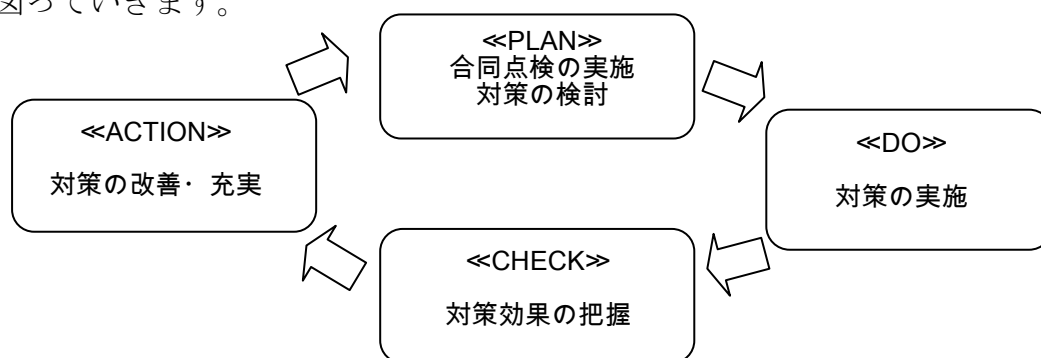 図っていきます。
≪PLAN≫
合同点検の実施
対策の検討
≪ACTION≫
対策の改善・充実
≪DO≫
対策の実施
≪CHECK≫
対策効果の把握